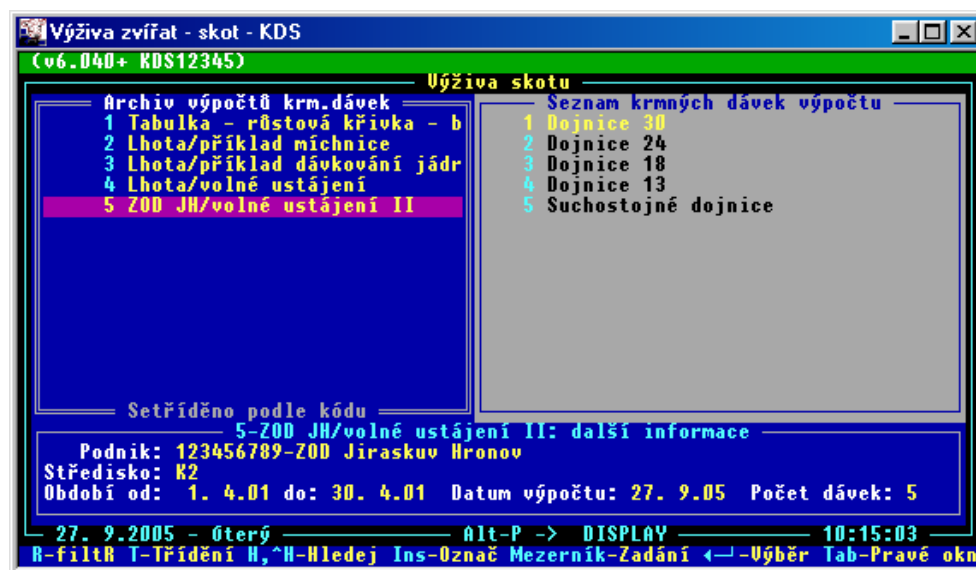 Výživa zvířat - skot - KDS
(v6.040+ KDS12345)
Výživa skotu
Archiv výpočtů krm.dávek
1 Tabulka - růstová křivka - b
2 Lhota/příklad míchnice
3 Lhota/příklad dávkování jádr
4 Lhota/volné ustájení
5 ZOD JH/volné ustájení II
Setříděno podle kódu
Seznam krmných dávek výpočtu
1 Dojnice 30
2 Dojnice 24
3 Dojnice 18
4 Dojnice 13
5 Suchostojné dojnice
5-ZOD JH/volné ustájení II: další informace
Podnik: 123456789-ZOD Jiraskuv Hronov
Středisko: K2
Období od: 1. 4.01 do: 30. 4.01 Datum výpočtu: 27. 9.05 Počet dávek: 5
27. 9.2005 - úterý Alt-P -> DISPLAY 10:15:03
R-filtR T-Třídění H,^H-Hledej Ins-Označ Mezerník-Zadání ←┘-Výběr Tab-Pravé okn